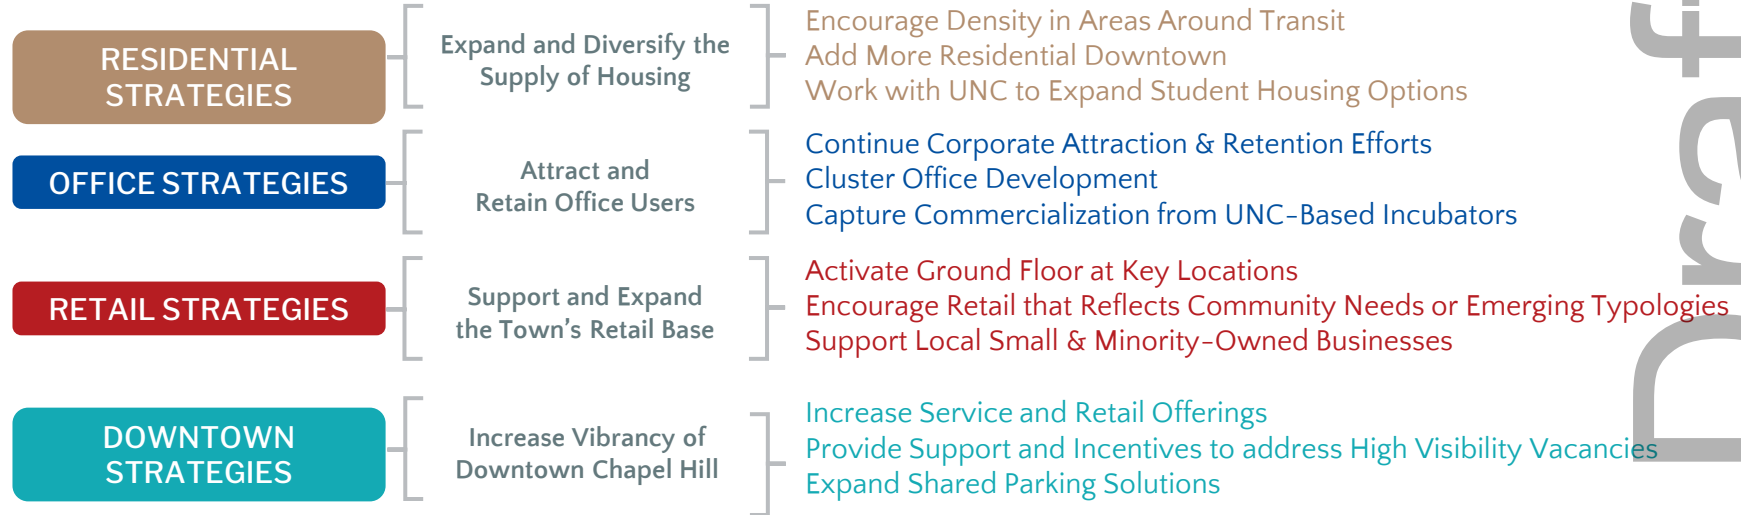 RESIDENTIAL
STRATEGIES
Expand and Diversify the
Supply of Housing
Encourage Density in Areas Around Transit
Add More Residential Downtown
Work with UNC to Expand Student Housing Options
OFFICE STRATEGIES
Attract and
Retain Office Users
Continue Corporate Attraction & Retention Efforts
Cluster Office Development
Capture Commercialization from UNC-Based Incubators
RETAIL STRATEGIES
Support and Expand
the Town's Retail Base
Activate Ground Floor at Key Locations
Encourage Retail that Reflects Community Needs or Emerging Typologies
Support Local Small & Minority-Owned Businesses
DOWNTOWN
STRATEGIES
Increase Vibrancy of
Downtown Chapel Hill
Increase Service and Retail Offerings
Provide Support and Incentives to address High Visibility Vacancies
Expand Shared Parking Solutions
Draf